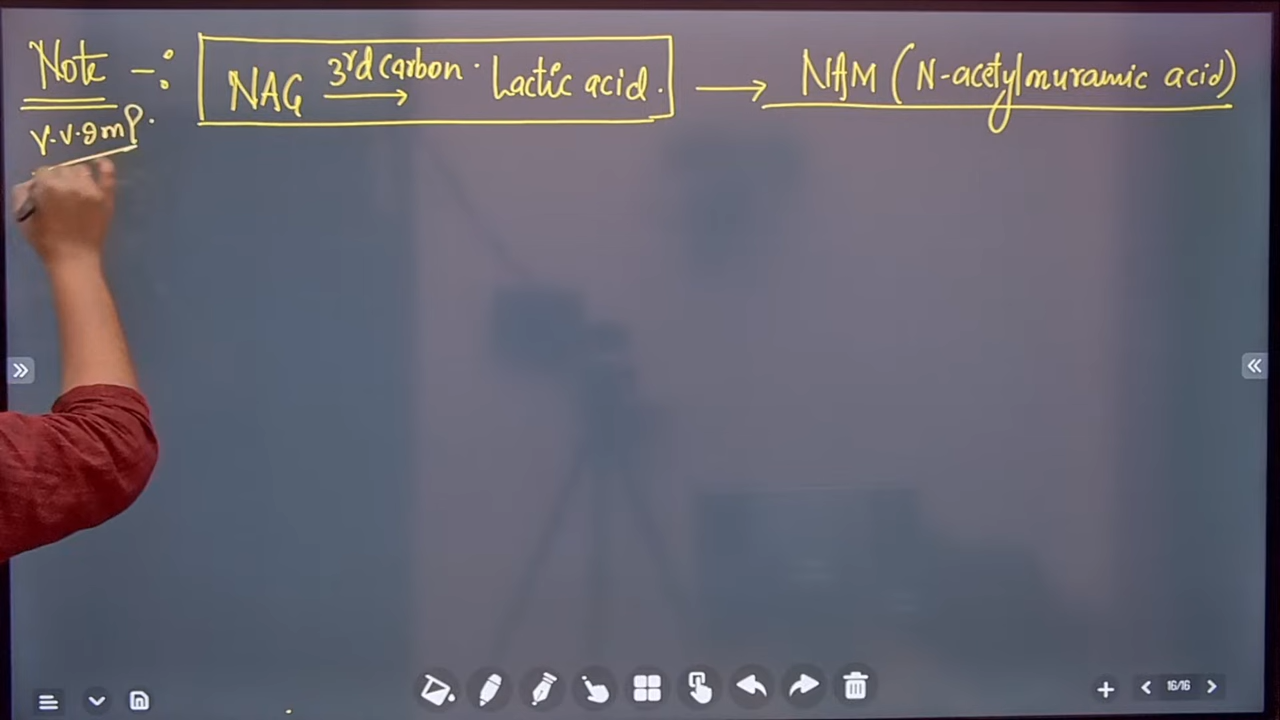 Note -: NAG 3rd carbon. → Lactic acid. → NAM (N-acetylmuramic acid)
v.v.Imp.
16/16